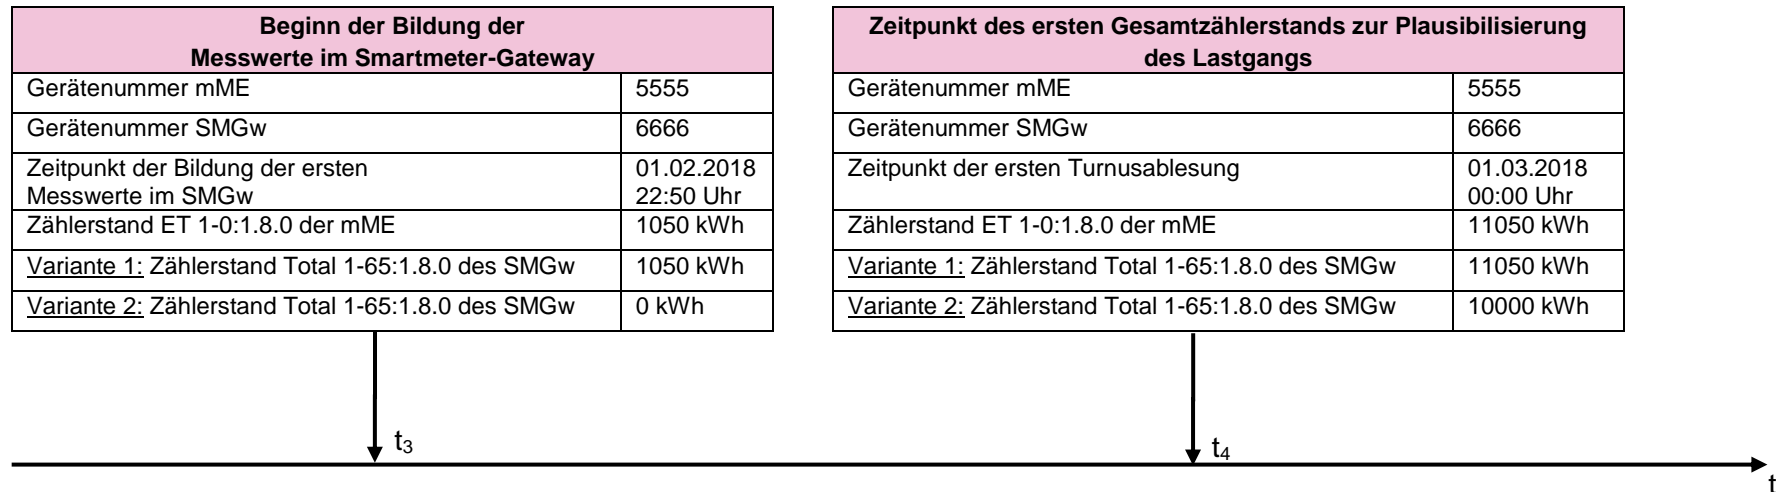 Beginn der Bildung der
Messwerte im Smartmeter-Gateway
Gerätenummer mME 5555
Gerätenummer SMGw 6666
Zeitpunkt der Bildung der ersten 01.02.2018
Messwerte im SMGw 22:50 Uhr
Zählerstand ET 1-0:1.8.0 der mME 1050 kWh
Variante 1: Zählerstand Total 1-65:1.8.0 des SMGw 1050 kWh
Variante 2: Zählerstand Total 1-65:1.8.0 des SMGw 0 kWh
Zeitpunkt des ersten Gesamtzählerstands zur Plausibilisierung
des Lastgangs
Gerätenummer mME 5555
Gerätenummer SMGw 6666
Zeitpunkt der ersten Turnusablesung 01.03.2018
00:00 Uhr
Zählerstand ET 1-0:1.8.0 der mME 11050 kWh
Variante 1: Zählerstand Total 1-65:1.8.0 des SMGw 11050 kWh
Variante 2: Zählerstand Total 1-65:1.8.0 des SMGw 10000 kWh
t3
t4
t